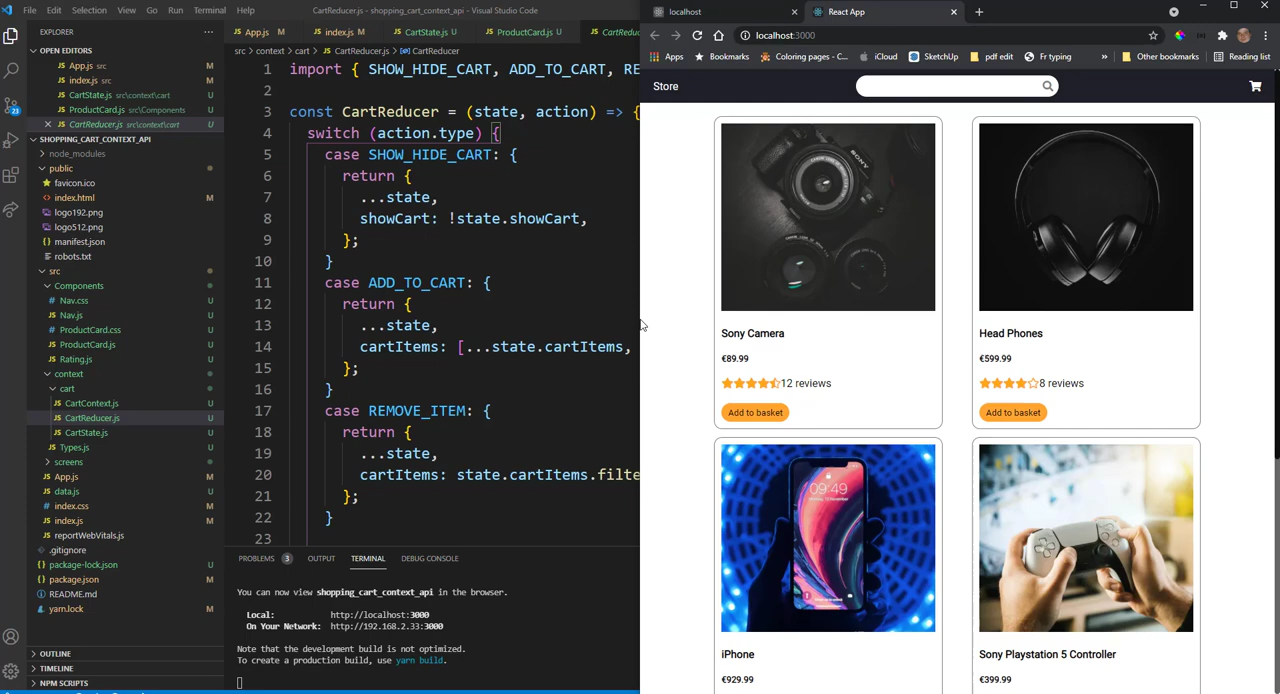 File Edit Selection View Go Run Terminal Help
CartReducer.js - shopping_cart_context_api - Visual Studio Code
EXPLORER
OPEN EDITORS
App.js src M
index.js src M
CartState.js src\context\cart U
ProductCard.js src\Components U
CartReducer.js src\context\cart U
SHOPPING_CART_CONTEXT_API
node_modules
public
favicon.ico
index.html M
logo192.png
logo512.png
manifest.json
robots.txt
src
Components
Nav.css U
Nav.js U
ProductCard.css U
ProductCard.js U
Rating.js U
context
cart
CartContext.js U
CartReducer.js U
CartState.js U
Types.js U
screens
App.js M
data.js U
index.css M
index.js M
reportWebVitals.js
.gitignore
package-lock.json U
package.json M
README.md
yarn.lock M
OUTLINE
TIMELINE
NPM SCRIPTS
23
App.js M index.js M CartState.js U ProductCard.js U CartReduc
src > context > cart > CartReducer.js > CartReducer
1 import { SHOW_HIDE_CART, ADD_TO_CART, RE
2
3 const CartReducer = (state, action) => {
4 switch (action.type) {
5 case SHOW_HIDE_CART: {
6 return {
7 ...state,
8 showCart: !state.showCart,
9 };
10 }
11 case ADD_TO_CART: {
12 return {
13 ...state,
14 cartItems: [...state.cartItems,
15 };
16 }
17 case REMOVE_ITEM: {
18 return {
19 ...state,
20 cartItems: state.cartItems.filte
21 };
22 }
23
PROBLEMS 3 OUTPUT TERMINAL DEBUG CONSOLE
You can now view shopping_cart_context_api in the browser.
Local: http://localhost:3000
On Your Network: http://192.168.2.33:3000
Note that the development build is not optimized.
To create a production build, use yarn build.
localhost
React App
localhost:3000
Apps Bookmarks Coloring pages - C... iCloud SketchUp pdf edit Fr typing » Other bookmarks Reading list
Store
SONY
Sony Camera
€89.99
12 reviews
Add to basket
Head Phones
€599.99
8 reviews
Add to basket
09:49
iPhone
€929.99
Sony Playstation 5 Controller
€399.99